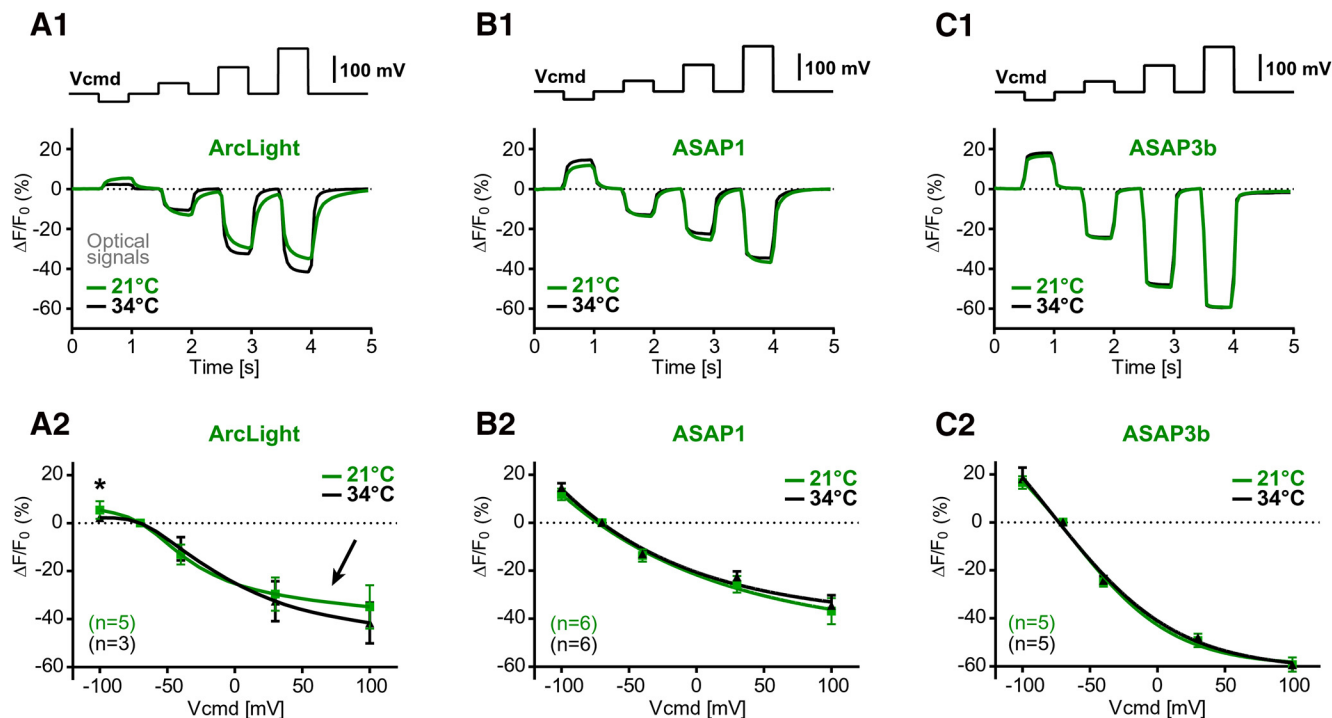 A1
B1
C1
Vcmd
100 mV
Vcmd
100 mV
Vcmd
100 mV
ArcLight
ASAP1
ASAP3b
ΔF/F0 (%)
20
0
-20
-40
-60
Optical
signals
21°C
34°C
0 1 2 3 4 5
Time [s]
ΔF/F0 (%)
20
0
-20
-40
-60
21°C
34°C
0 1 2 3 4 5
Time [s]
ΔF/F0 (%)
20
0
-20
-40
-60
21°C
34°C
0 1 2 3 4 5
Time [s]
A2
B2
C2
ArcLight
ASAP1
ASAP3b
ΔF/F0 (%)
20
0
-20
-40
-60
*
21°C
34°C
(n=5)
(n=3)
-100 -50 0 50 100
Vcmd [mV]
ΔF/F0 (%)
20
0
-20
-40
-60
21°C
34°C
(n=6)
(n=6)
-100 -50 0 50 100
Vcmd [mV]
ΔF/F0 (%)
20
0
-20
-40
-60
21°C
34°C
(n=5)
(n=5)
-100 -50 0 50 100
Vcmd [mV]